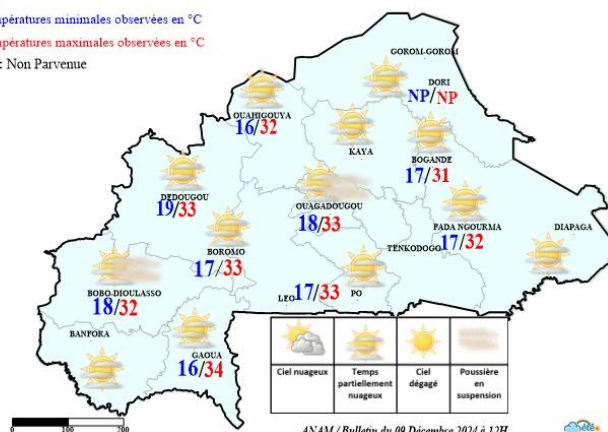 températures minimales observées en °C
températures maximales observées en °C
: Non Parvenue
GOROM-GOROM
DORI
NP/NP
OUAHIGOUYA
16/32
KAYA
BOGANDE
17/31
DEDOUGOU
19/33
OUAGADOUGOU
18/33
FADA NGOURMA
17/32
DIAPAGA
TENKODOGO
BOROMO
17/33
BOBO-DIOULASSO
18/32
LEO
17/33
PO
BANFORA
GAOUA
16/34
Ciel nuageux
Temps
partiellement
nuageux
Ciel
dégagé
Poussière
en
suspension
0 100 200
ANAM / Bulletin du 09 Décembre 2024 à 12H